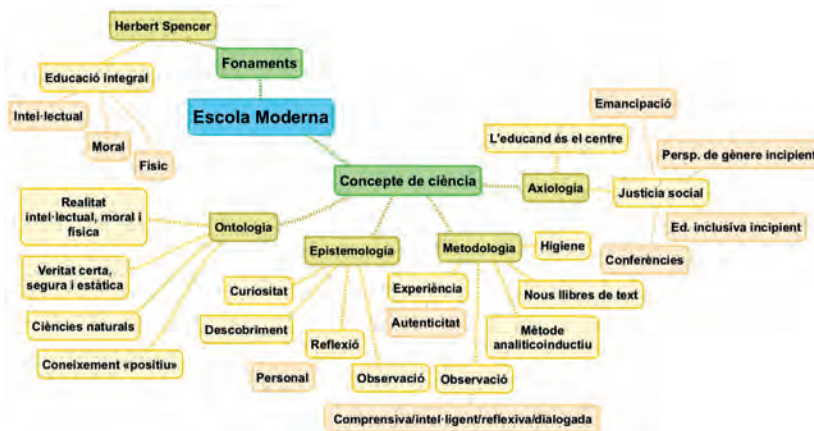 Herbert Spencer
Fonaments
Educació integral
Intel·lectual
Moral
Físic
Escola Moderna
Concepte de ciència
Emancipació
L'educand és el centre
Persp. de gènere incipient
Axiologia
Justícia social
Ed. inclusiva incipient
Conferències
Realitat
intel·lectual, moral i
física
Ontologia
Veritat certa,
segura i estàtica
Ciències naturals
Coneixement «positiu»
Epistemologia
Curiositat
Descobriment
Reflexió
Personal
Observació
Metodologia
Higiene
Experiència
Autenticitat
Nous llibres de text
Mètode
analiticoinductiu
Observació
Comprensiva/intel·ligent/reflexiva/dialogada